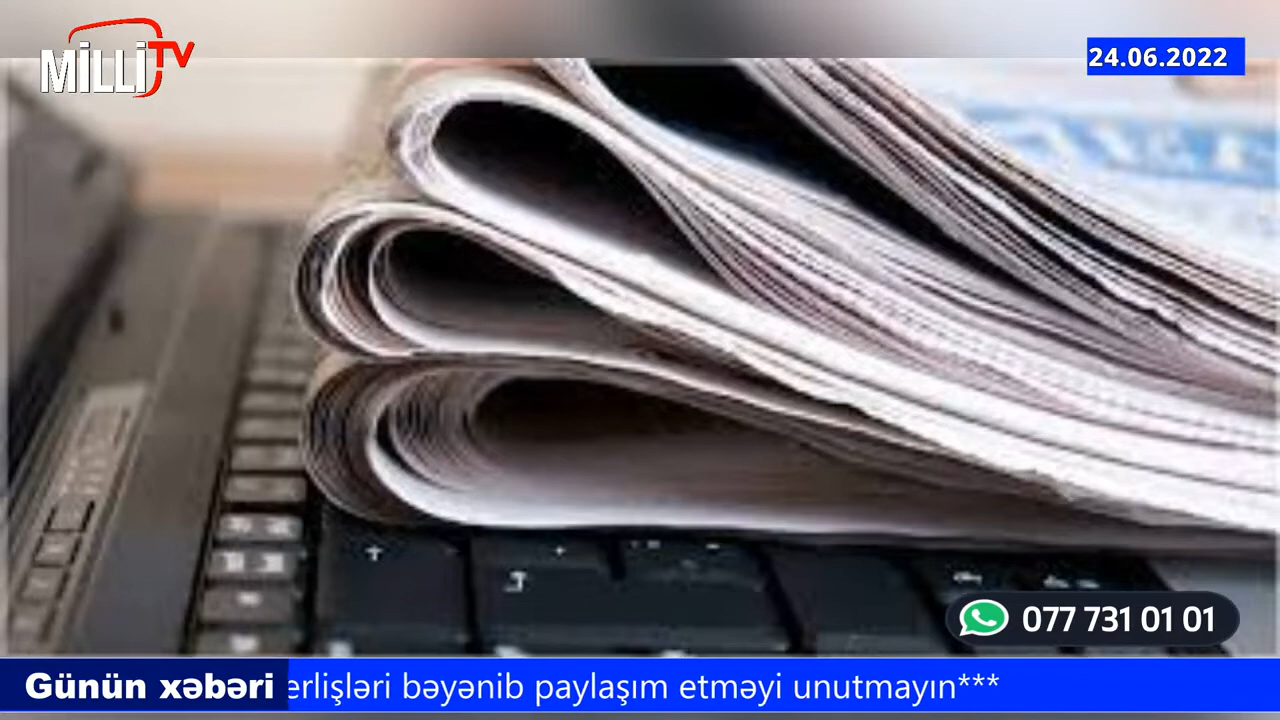 MİLLİ TV
24.06.2022
077 731 01 01
Günün xəbəri
erlişləri bəyənib paylaşım etməyi unutmayın***